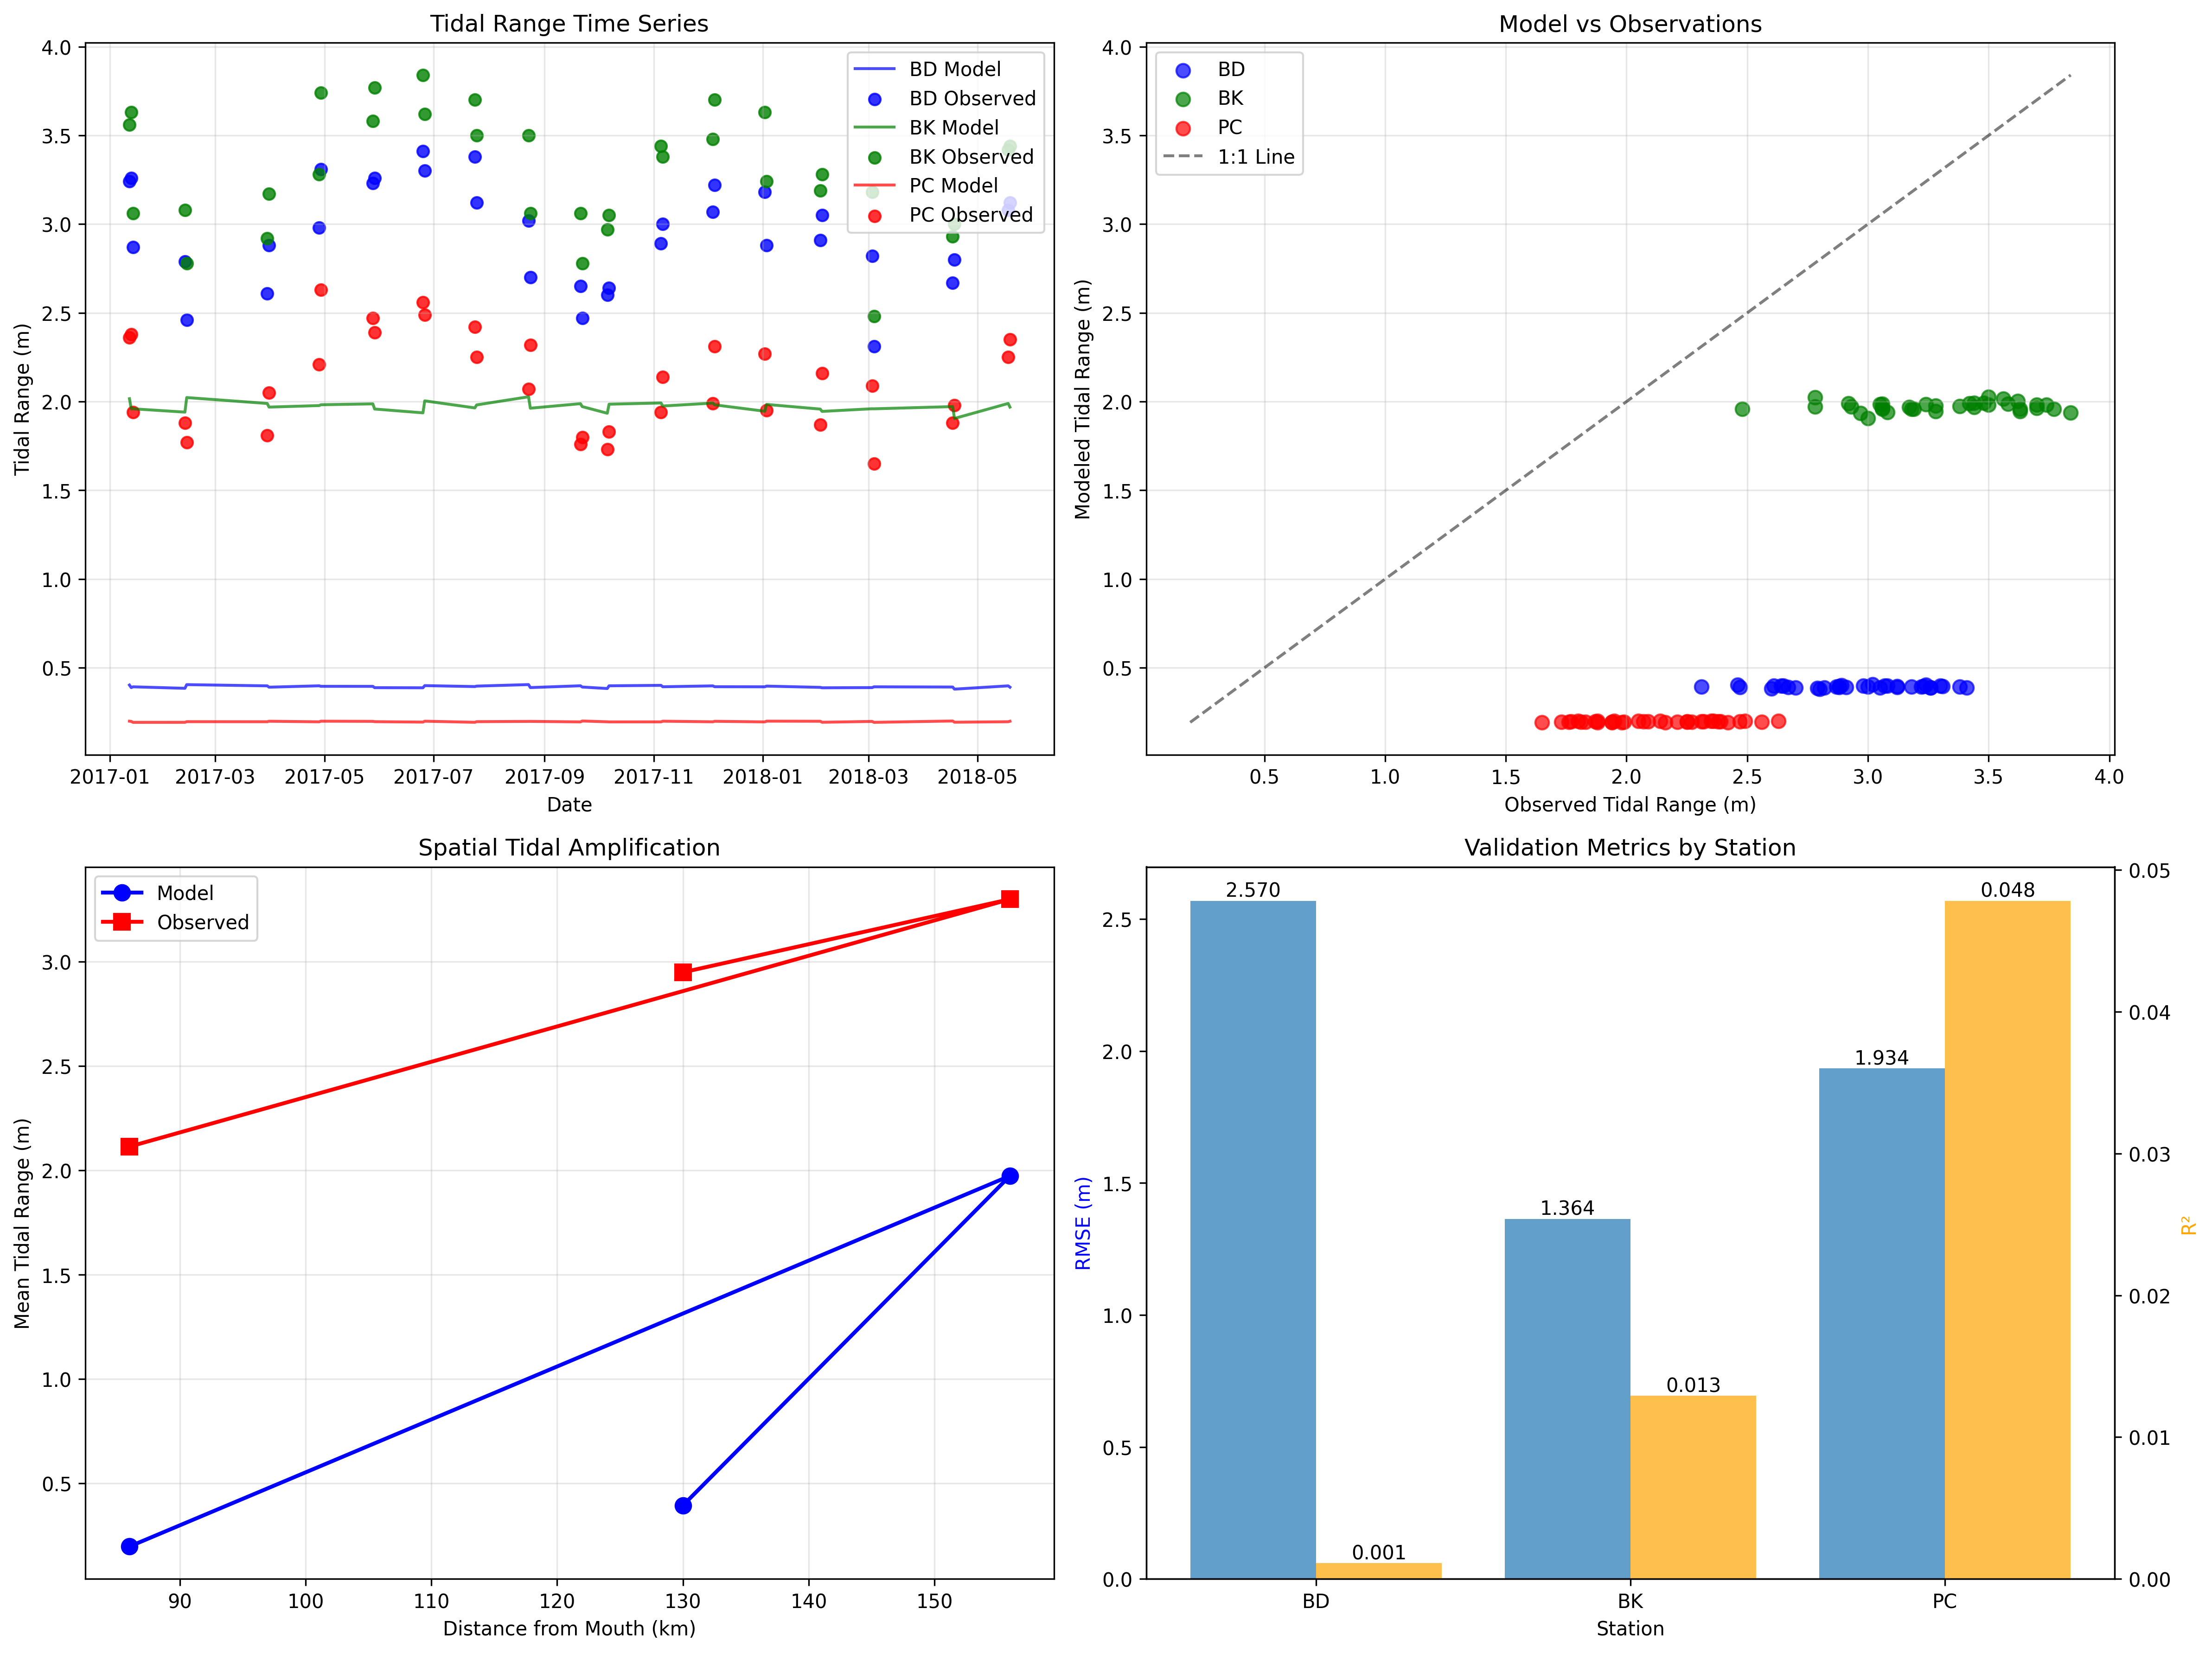 Tidal Range Time Series
Tidal Range (m)
4.0
3.5
3.0
2.5
2.0
1.5
1.0
0.5
BD Model
BD Observed
BK Model
BK Observed
PC Model
PC Observed
2017-01 2017-03 2017-05 2017-07 2017-09 2017-11 2018-01 2018-03 2018-05
Date
Model vs Observations
Modeled Tidal Range (m)
4.0
3.5
3.0
2.5
2.0
1.5
1.0
0.5
BD
BK
PC
1:1 Line
0.5 1.0 1.5 2.0 2.5 3.0 3.5 4.0
Observed Tidal Range (m)
Spatial Tidal Amplification
Mean Tidal Range (m)
3.0
2.5
2.0
1.5
1.0
0.5
Model
Observed
90 100 110 120 130 140 150
Distance from Mouth (km)
Validation Metrics by Station
RMSE (m)
2.5
2.0
1.5
1.0
0.5
0.0
2.570
0.001
1.364
0.013
1.934
0.048
BD BK PC
Station
0.05
0.04
0.03
0.02
0.01
0.00
R²